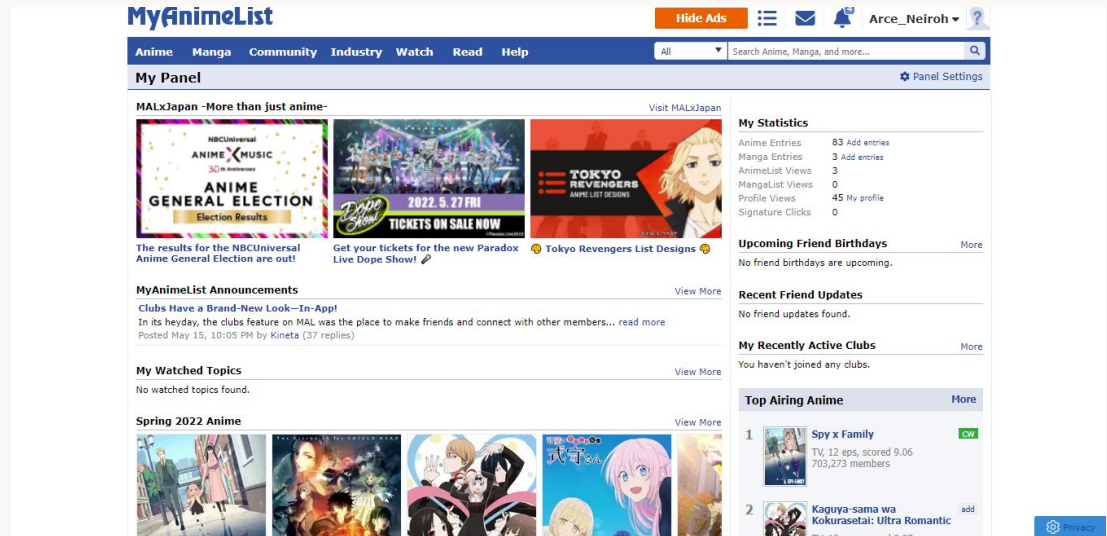 MyAnimeList
Hide Ads
4
Arce_Neiroh
Anime Manga Community Industry Watch Read Help
All
Search Anime, Manga, and more...
My Panel
Panel Settings
MALxJapan -More than just anime-
Visit MALxJapan
NBCUniversal
ANIME X MUSIC
30th Anniversary
ANIME
GENERAL ELECTION
Election Results
Dope
Show!
2022. 5. 27 FRI
TICKETS ON SALE NOW
TOKYO
REVENGERS
ANIME LIST DESIGNS
The results for the NBCUniversal
Anime General Election are out!
Get your tickets for the new Paradox
Live Dope Show! 🎤
Tokyo Revengers List Designs
MyAnimeList Announcements
View More
Clubs Have a Brand-New Look—In-App!
In its heyday, the clubs feature on MAL was the place to make friends and connect with other members... read more
Posted May 15, 10:05 PM by Kineta (37 replies)
My Watched Topics
View More
No watched topics found.
Spring 2022 Anime
View More
式守さん
My Statistics
Anime Entries 83 Add entries
Manga Entries 3 Add entries
AnimeList Views 3
MangaList Views 0
Profile Views 45 My profile
Signature Clicks 0
Upcoming Friend Birthdays
More
No friend birthdays are upcoming.
Recent Friend Updates
No friend updates found.
My Recently Active Clubs
More
You haven't joined any clubs.
Top Airing Anime
More
1
Spy x Family
CW
TV, 12 eps, scored 9.06
703,273 members
2
Kaguya-sama wa
Kokurasetai: Ultra Romantic
add
Privacy